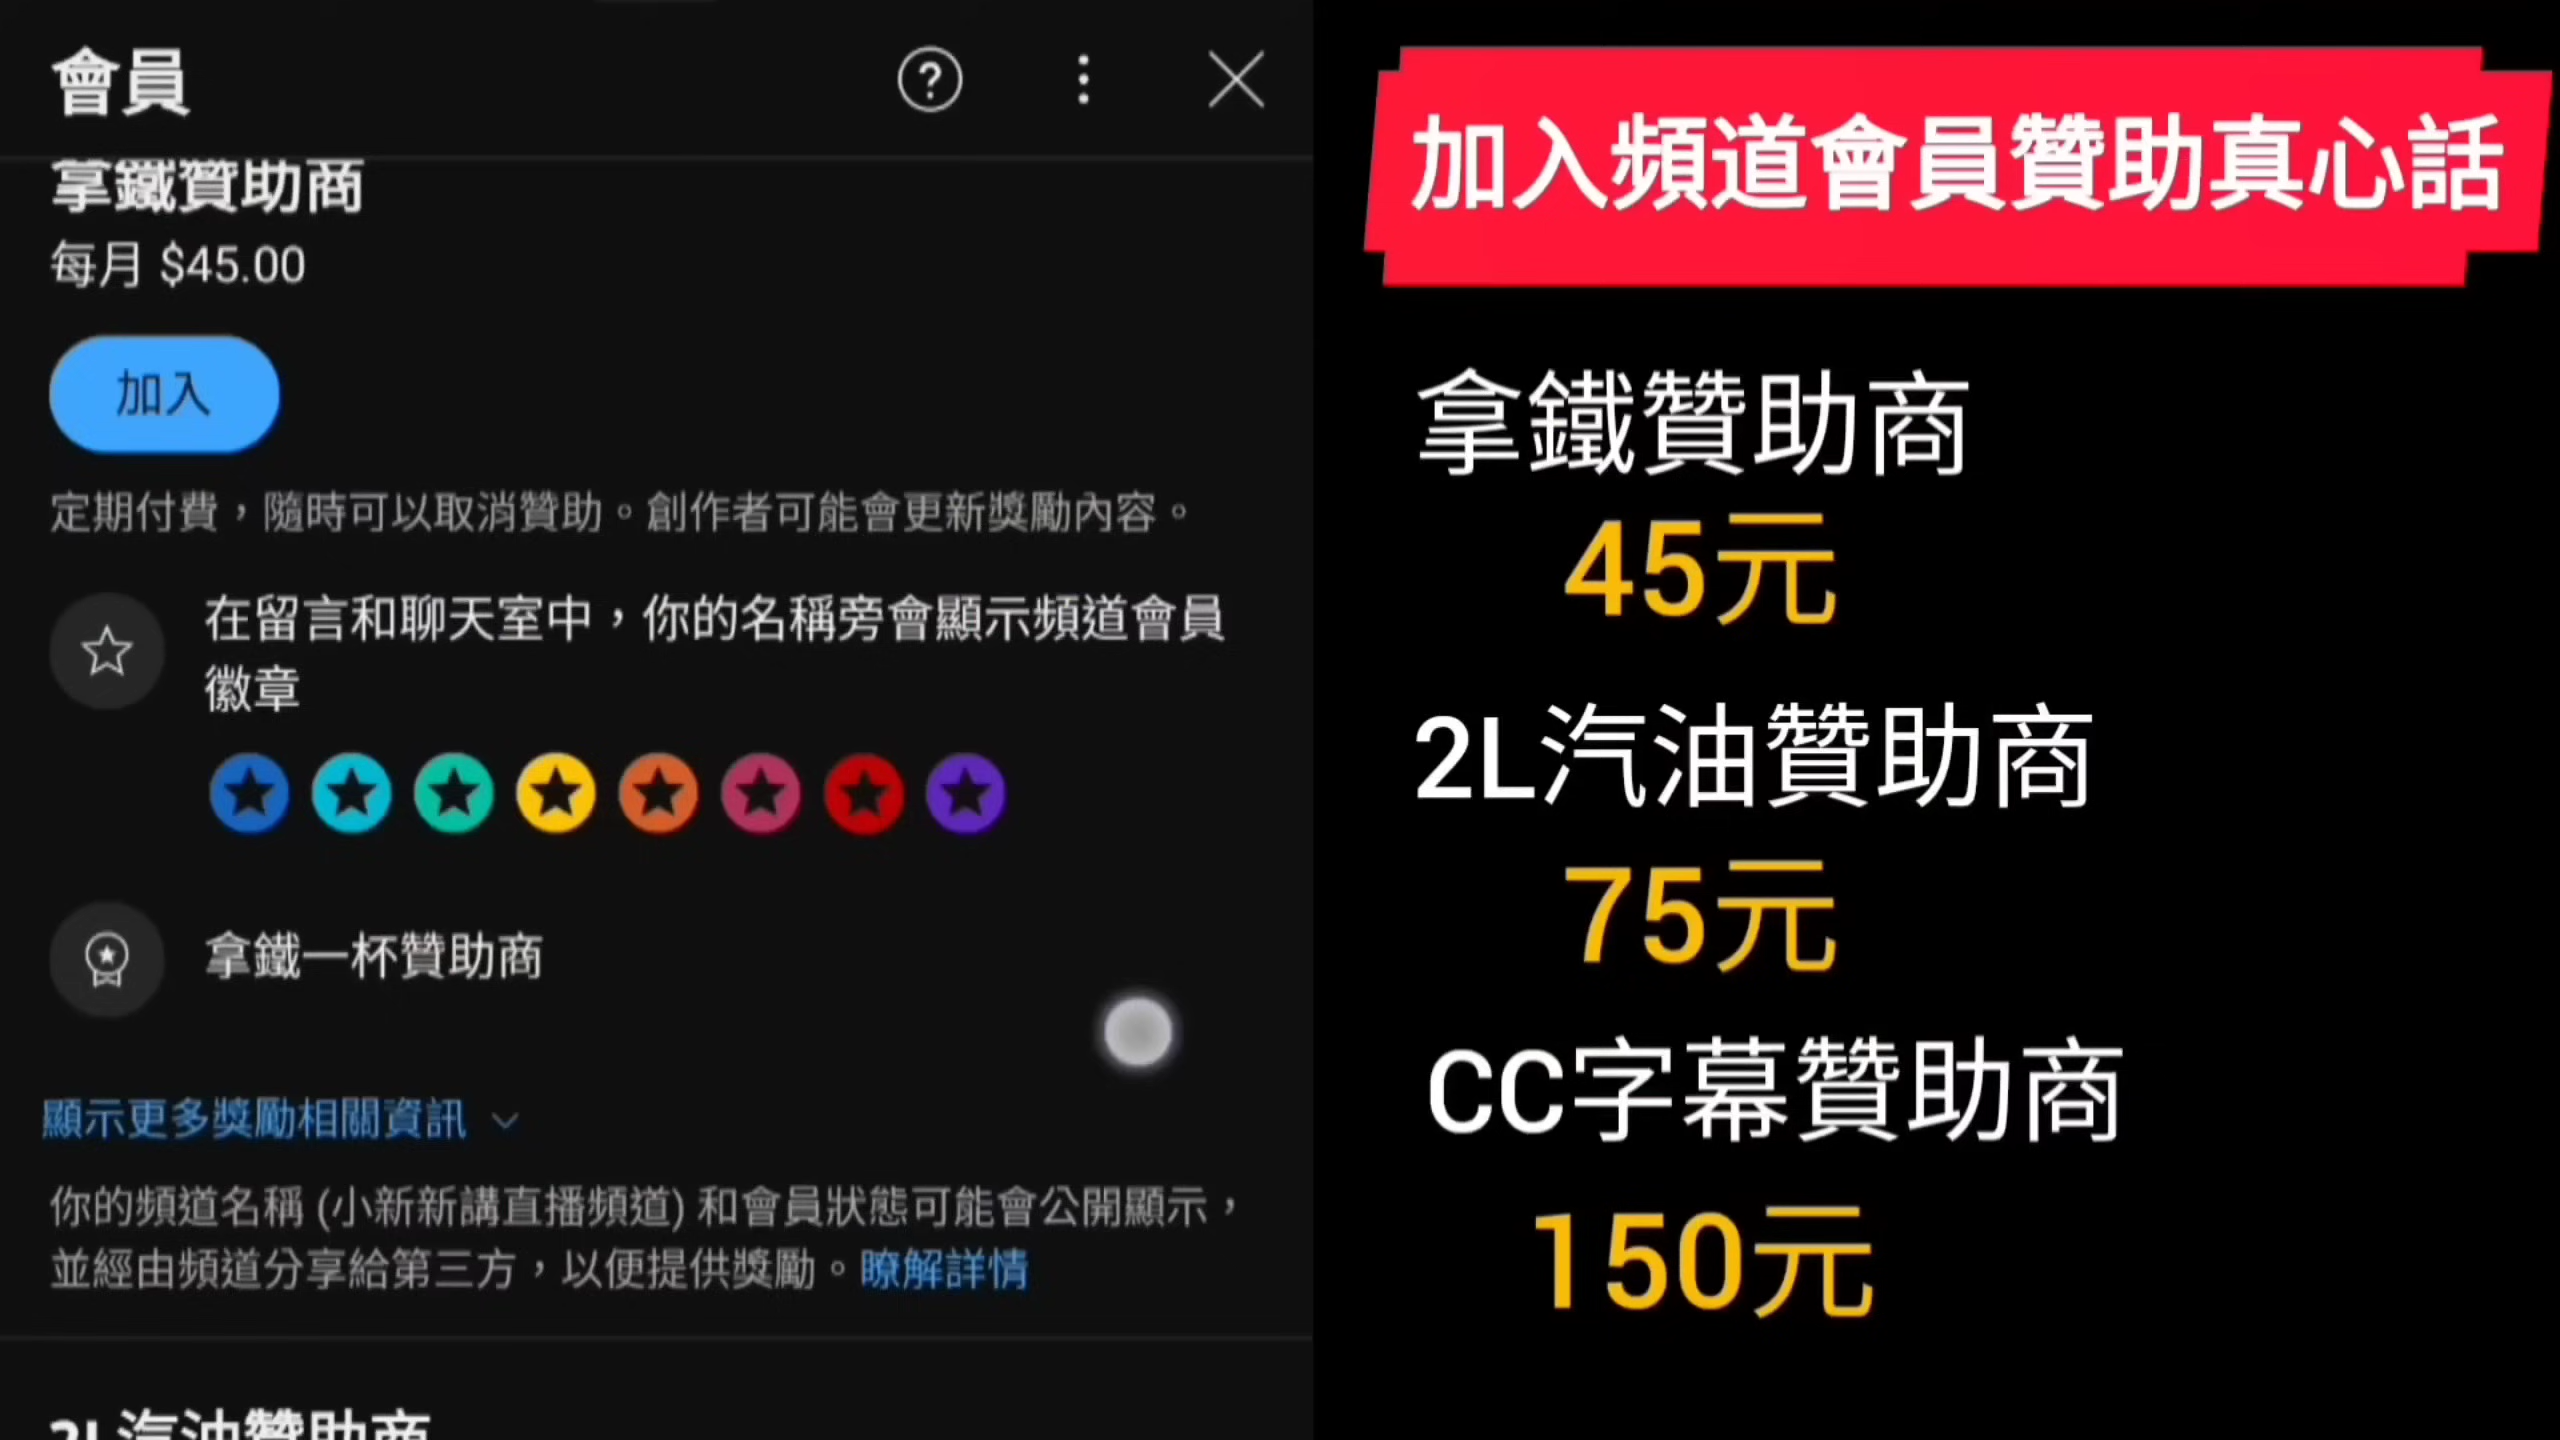 會員
拿鐵贊助商
每月 $45.00
加入
定期付費，隨時可以取消贊助。創作者可能會更新獎勵內容。
在留言和聊天室中，你的名稱旁會顯示頻道會員
徽章
拿鐵一杯贊助商
顯示更多獎勵相關資訊
你的頻道名稱 (小新新講直播頻道) 和會員狀態可能會公開顯示，
並經由頻道分享給第三方，以便提供獎勵。瞭解詳情
2L汽油贊助商
加入頻道會員贊助真心話
拿鐵贊助商
45元
2L汽油贊助商
75元
CC字幕贊助商
150元